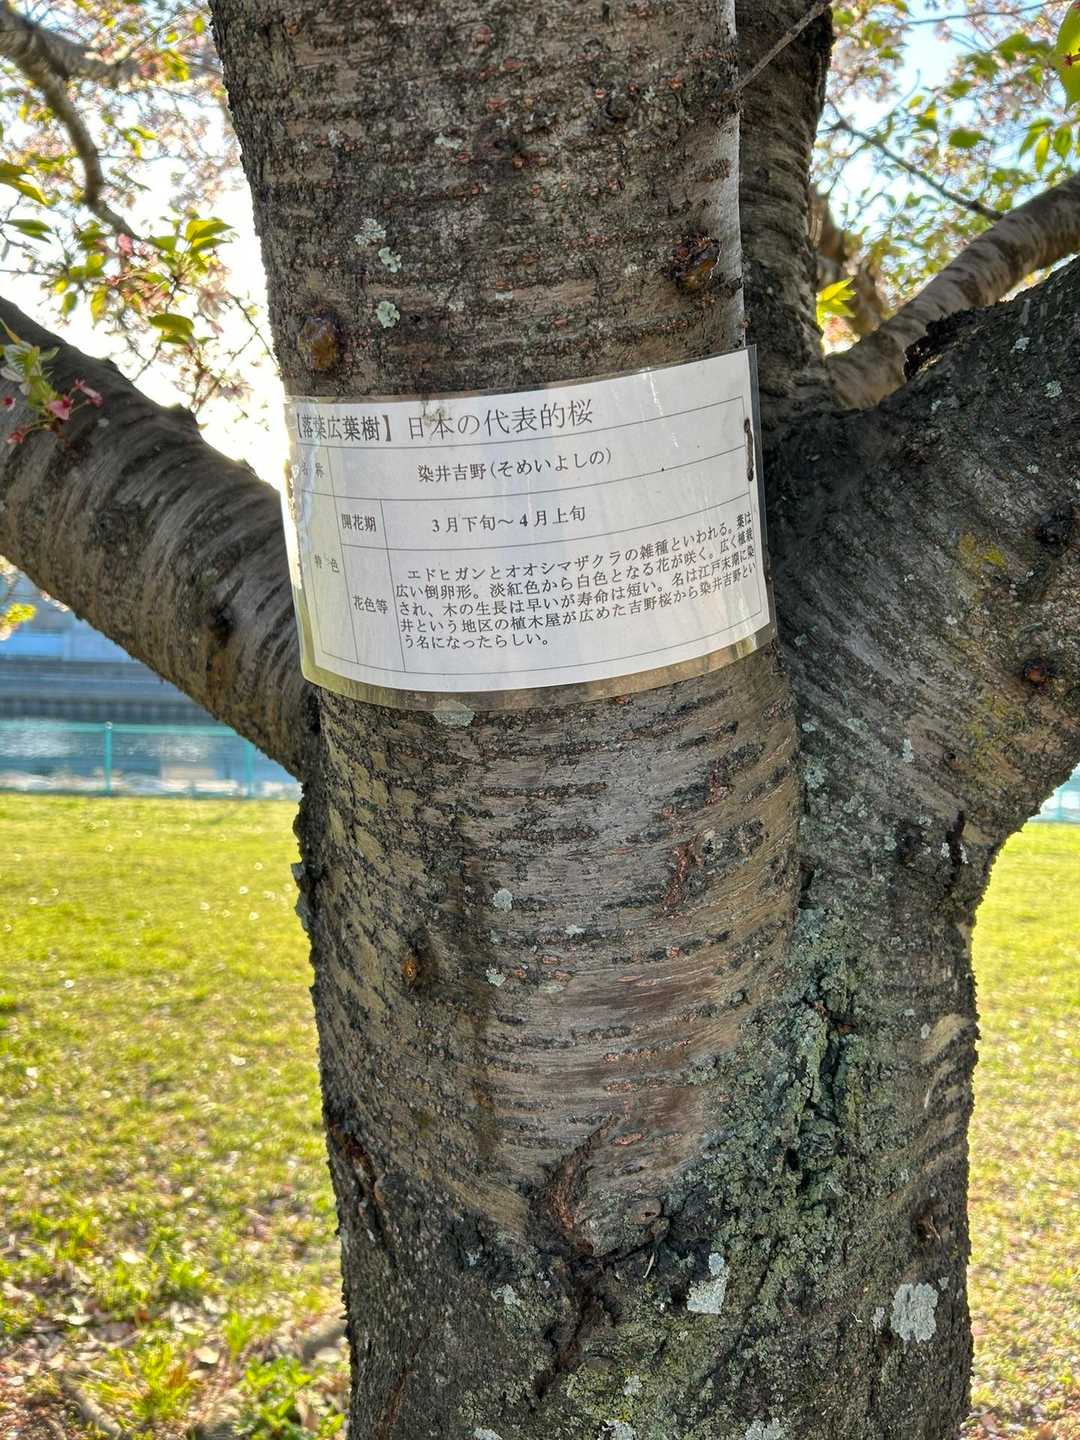 【落葉広葉樹】 日本の代表的桜
名 称 染井吉野(そめいよしの)
特 色
開花期 3月下旬～4月上旬
花色等
エドヒガンとオオシマザクラの雑種といわれる。葉は
広い倒卵形。淡紅色から白色となる花が咲く。広く植栽
され、木の生長は早いが寿命は短い。名は江戸末期に染
井という地区の植木屋が広めた吉野桜から染井吉野とい
う名になったらしい。